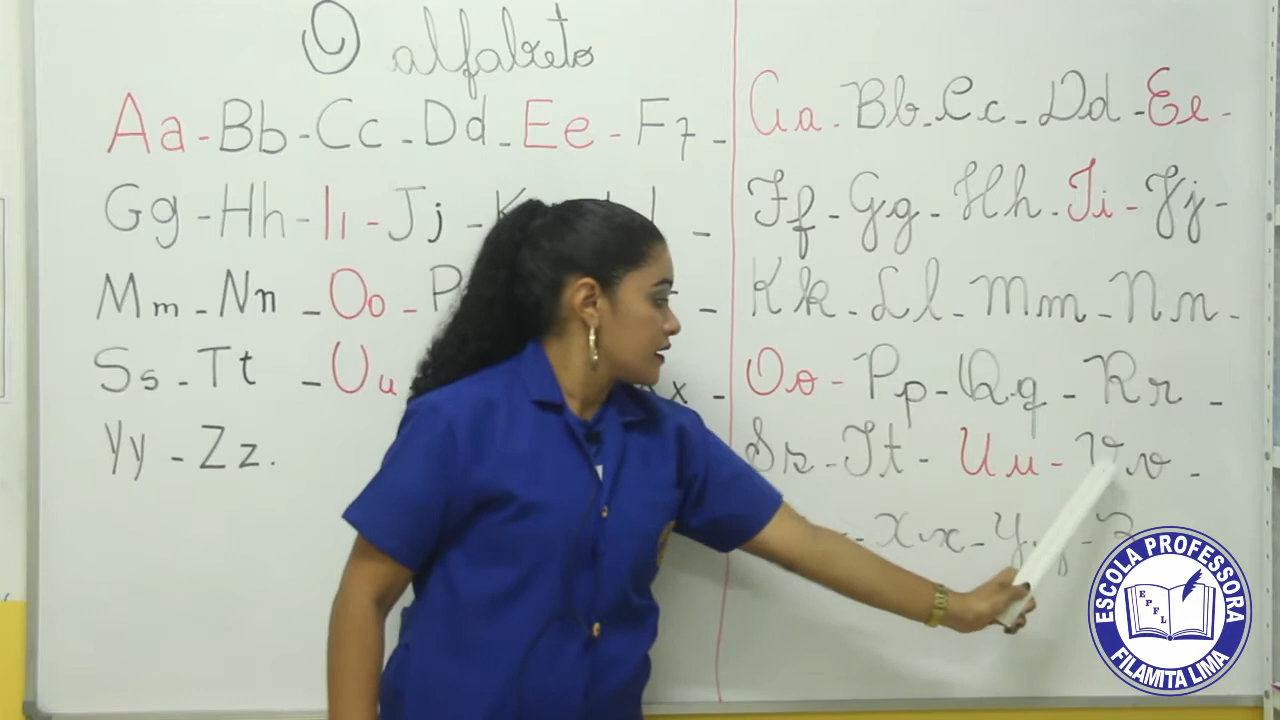 O alfabeto
Aa - Bb - Cc - Dd - Ee - Ff -
Gg - Hh - Ii - Jj -
Mm - Nn - Oo - P
Ss - Tt - Uu
x -
Yy - Zz.
Aa - Bb - Cc - Dd - Ee -
Ff - Gg - Hh - Ii - Jj -
Kk - Ll - Mm - Nn -
Oo - Pp - Qq - Rr -
Ss - Tt - Uu - Vv -
- Xx - Yy - Z
ESCOLA PROFESSORA
EPFL
FILAMITA LIMA